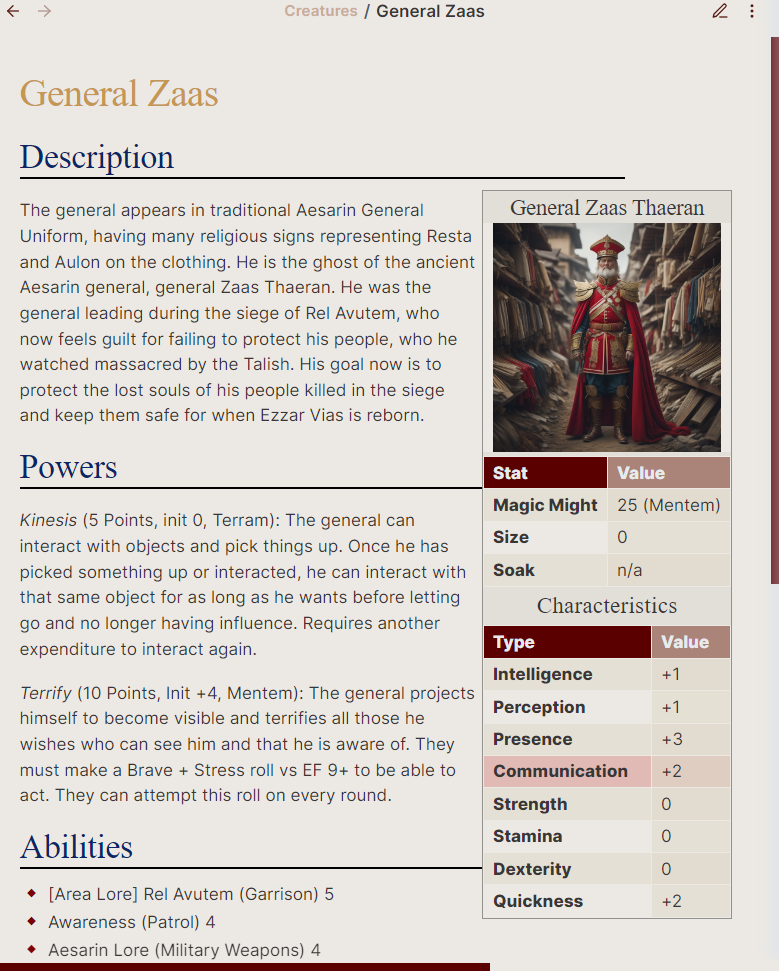 Creatures / General Zaas
General Zaas
Description
The general appears in traditional Aesarin General
Uniform, having many religious signs representing Resta
and Aulon on the clothing. He is the ghost of the ancient
Aesarin general, general Zaas Thaeran. He was the
general leading during the siege of Rel Avutem, who
now feels guilt for failing to protect his people, who he
watched massacred by the Talish. His goal now is to
protect the lost souls of his people killed in the siege
and keep them safe for when Ezzar Vias is reborn.
Powers
Kinesis (5 Points, init 0, Terram): The general can
interact with objects and pick things up. Once he has
picked something up or interacted, he can interact with
that same object for as long as he wants before letting
go and no longer having influence. Requires another
expenditure to interact again.
Terrify (10 Points, Init +4, Mentem): The general projects
himself to become visible and terrifies all those he
wishes who can see him and that he is aware of. They
must make a Brave + Stress roll vs EF 9+ to be able to
act. They can attempt this roll on every round.
Abilities
[Area Lore] Rel Avutem (Garrison) 5
Awareness (Patrol) 4
Aesarin Lore (Military Weapons) 4
General Zaas Thaeran
Stat Value
Magic Might 25 (Mentem)
Size 0
Soak n/a
Characteristics
Type Value
Intelligence +1
Perception +1
Presence +3
Communication +2
Strength 0
Stamina 0
Dexterity 0
Quickness +2